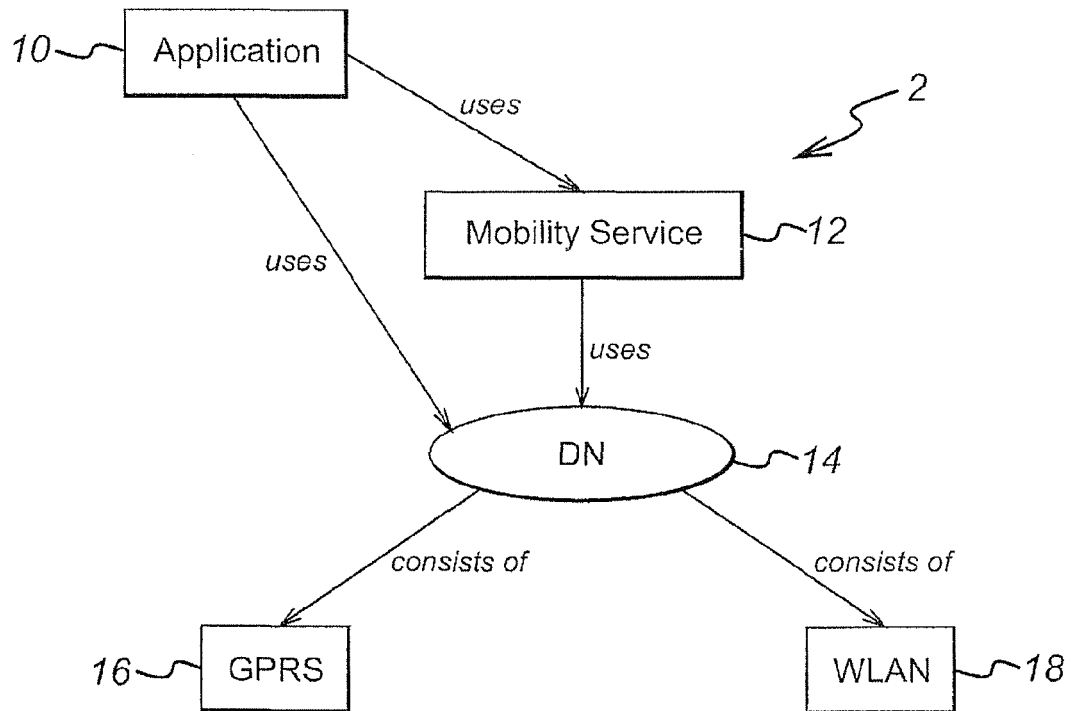 10
Application
uses
2
Mobility Service
12
uses
uses
DN
14
consists of
consists of
16
GPRS
WLAN
18